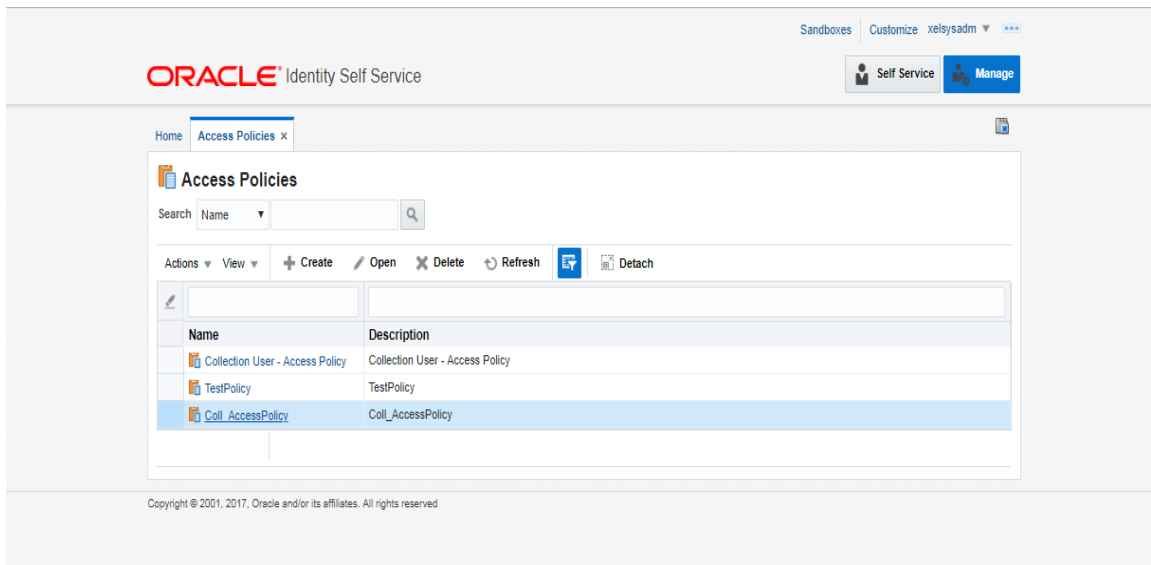 Sandboxes Customize xelsysadm
ORACLE® Identity Self Service
Self Service Manage
Home Access Policies x
Access Policies
Search Name
Actions View Create Open Delete Refresh Detach
Name Description
Collection User - Access Policy Collection User - Access Policy
TestPolicy TestPolicy
Coll_AccessPolicy Coll_AccessPolicy
Copyright © 2001, 2017, Oracle and/or its affiliates. All rights reserved